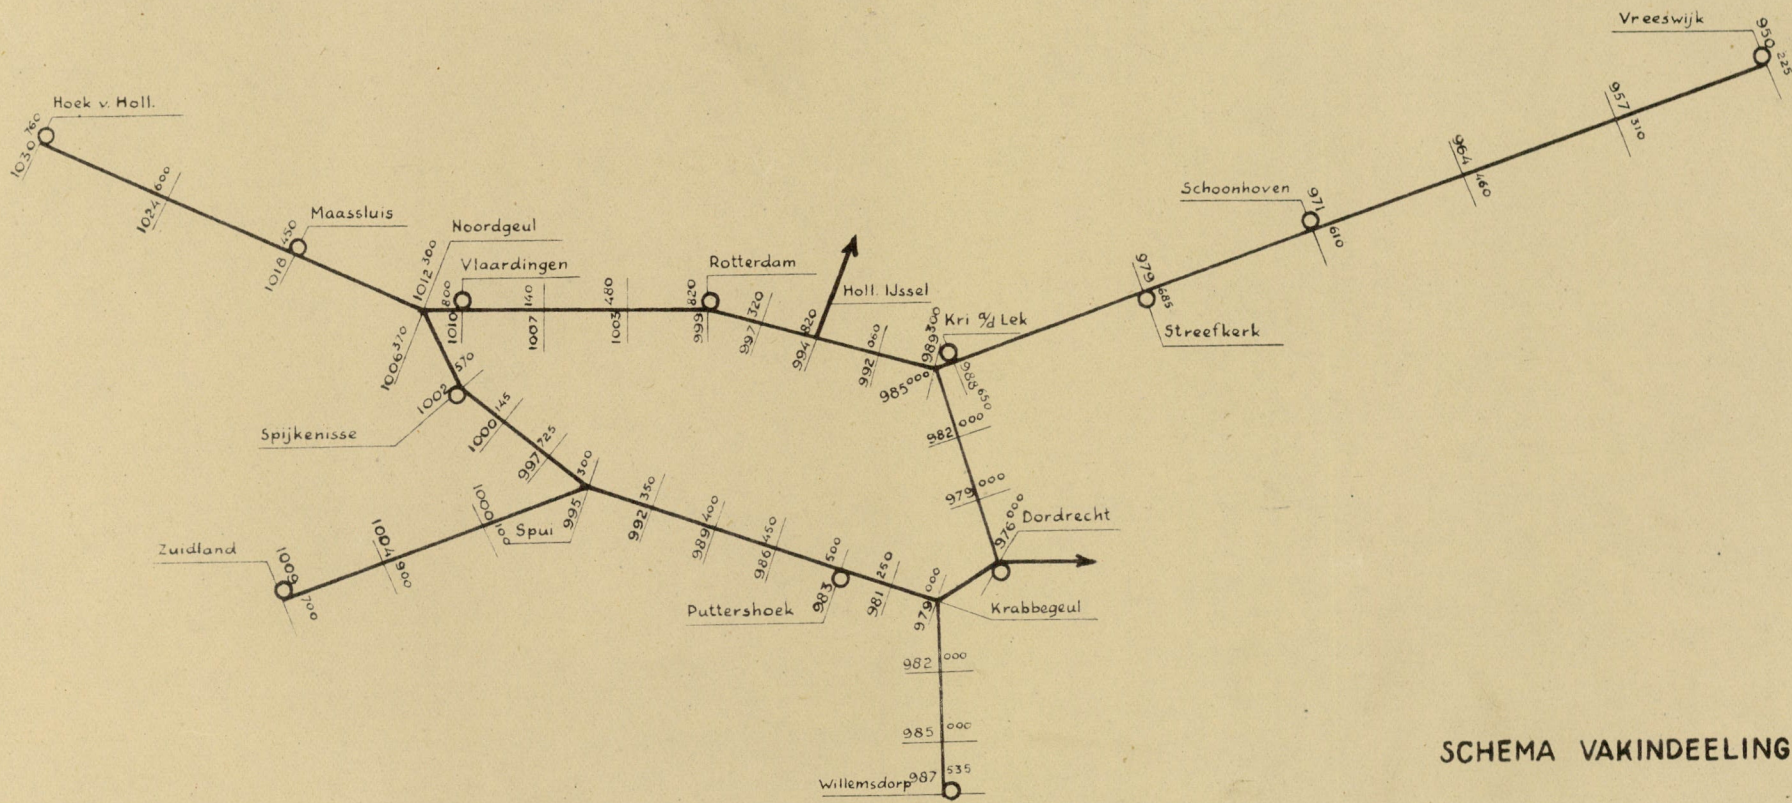 Vreeswijk
950 225
957 310
964 460
Hoek v. Holl.
1030 760
1024 600
Maassluis
1018 450
Noordgeul
1012 300
Vlaardingen
1010 800
1007 140
1003 480
Rotterdam
999 820
997 320
Holl. IJssel
994 820
992 060
Kri a/d Lek
989 300
988 650
985 000
Schoonhoven
971 610
979 685
Streefkerk
1006 370
1002 570
Spijkenisse
1000 145
997 725
995 300
982 000
979 000
976 000
Dordrecht
992 350
989 400
986 450
983 500
Puttershoek
981 250
979 000
Krabbegeul
1000 100
Spui
1004 900
Zuidland
1009 700
982 000
985 000
Willemsdorp 987 535
SCHEMA VAKINDEELING